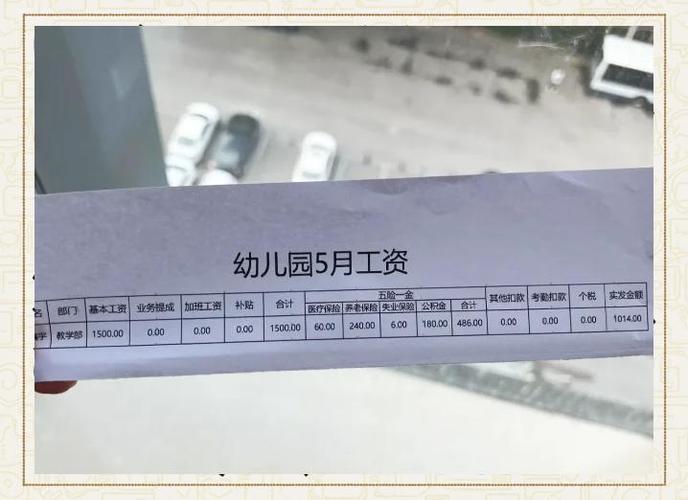 幼儿园5月工资
名 部门 基本工资 业务提成 加班工资 补贴 合计 五险一金 其他扣款 考勤扣款 个税 实发金额
医疗保险 养老保险 失业保险 公积金 合计
宇 教学部 1500.00 0.00 0.00 0.00 1500.00 60.00 240.00 6.00 180.00 486.00 0.00 0.00 0.00 1014.00